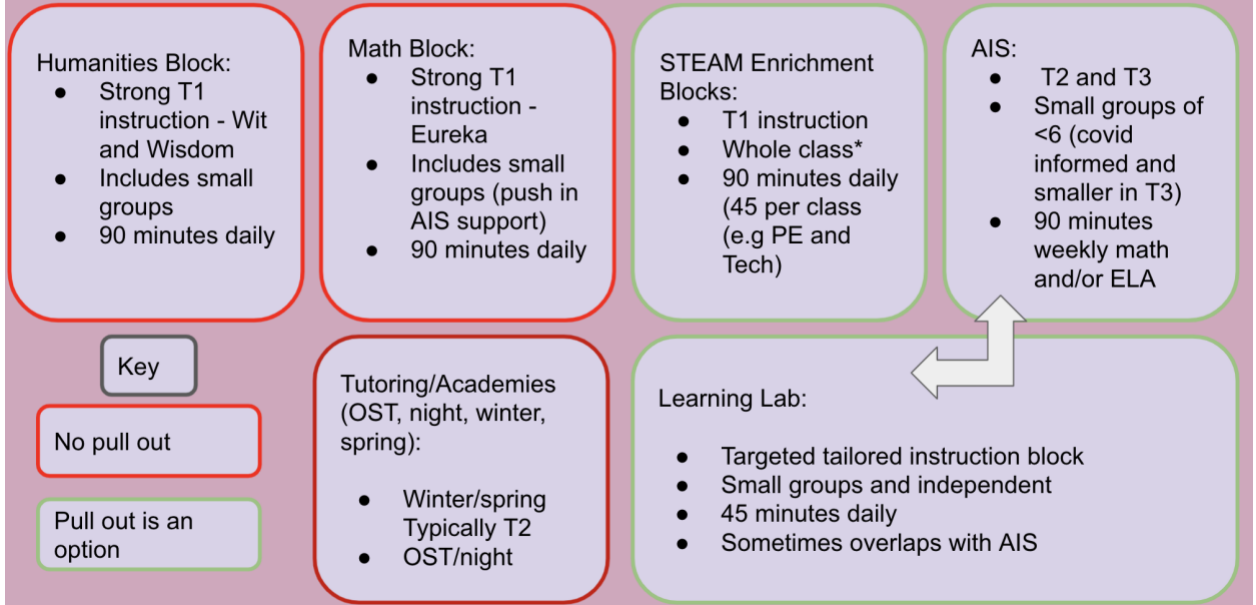 Humanities Block:
● Strong T1
instruction - Wit
and Wisdom
● Includes small
groups
● 90 minutes daily
Math Block:
● Strong T1
instruction -
Eureka
● Includes small
groups (push in
AIS support)
● 90 minutes daily
STEAM Enrichment
Blocks:
● T1 instruction
● Whole class*
● 90 minutes daily
(45 per class
(e.g PE and
Tech)
AIS:
● T2 and T3
● Small groups of
<6 (covid
informed and
smaller in T3)
● 90 minutes
weekly math
and/or ELA
Key
No pull out
Pull out is an
option
Tutoring/Academies
(OST, night, winter,
spring):
● Winter/spring
Typically T2
● OST/night
Learning Lab:
● Targeted tailored instruction block
● Small groups and independent
● 45 minutes daily
● Sometimes overlaps with AIS